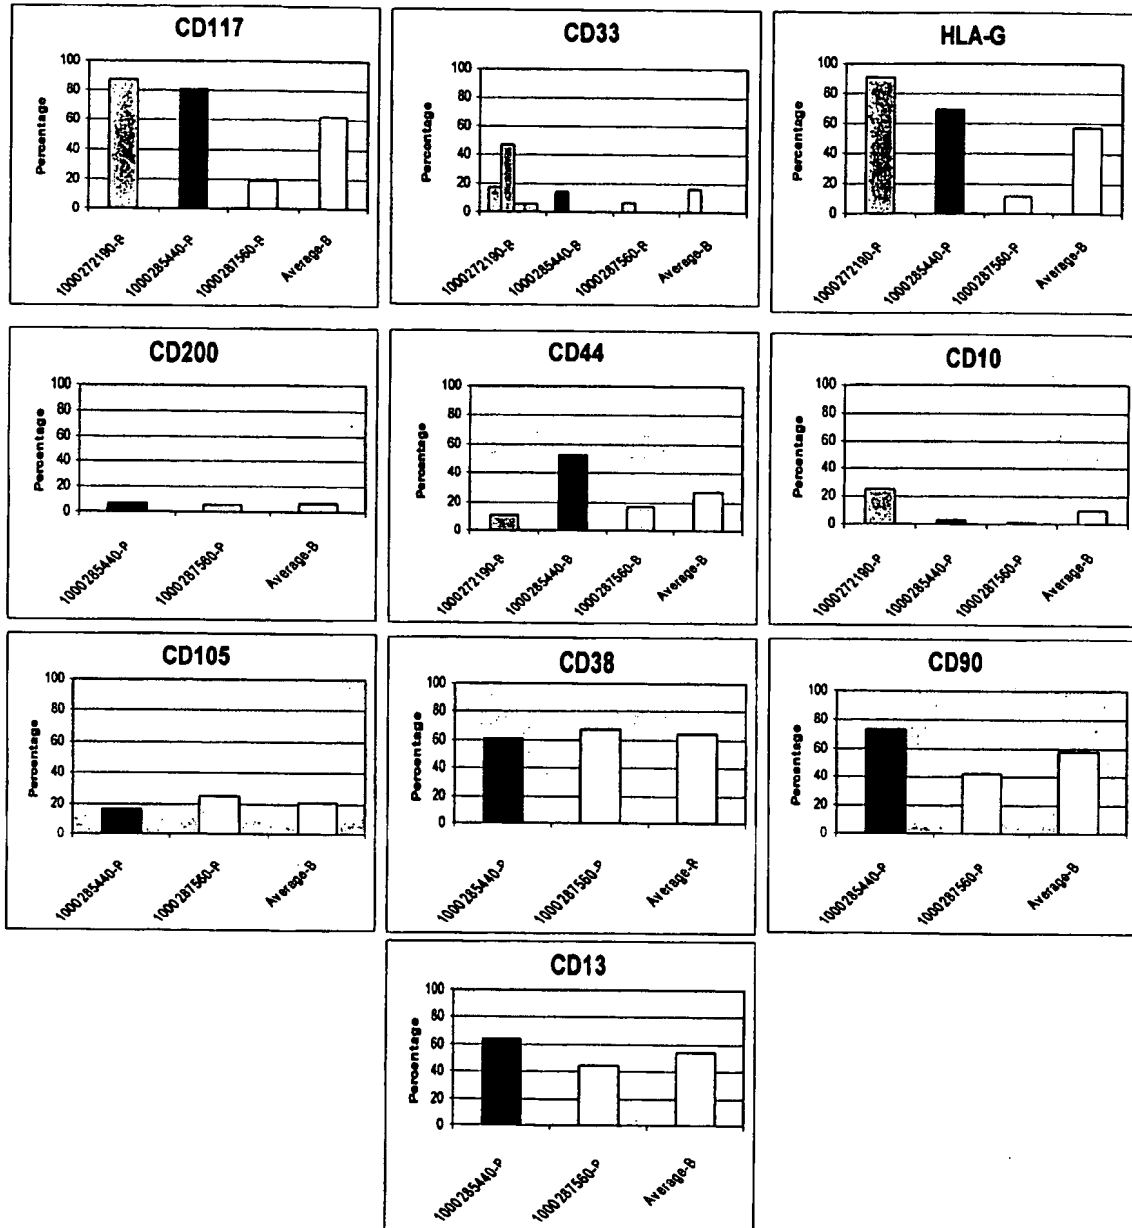 CD117
Percentage
100
80
60
40
20
0
1000272190-R
1000285440-P
1000287560-R
Average-B
CD33
Percentage
100
80
60
40
20
0
1000272190-R
1000285440-B
1000287560-R
Average-B
HLA-G
Percentage
100
80
60
40
20
0
1000272190-R
1000285440-P
1000287560-P
Average-B
CD200
Percentage
100
80
60
40
20
0
1000285440-P
1000287560-P
Average-B
CD44
Percentage
100
80
60
40
20
0
1000272190-R
1000285440-B
1000287560-B
Average-B
CD10
Percentage
100
80
60
40
20
0
1000272190-P
1000285440-P
1000287560-P
Average-B
CD105
Percentage
100
80
60
40
20
0
1000285440-P
1000287560-P
Average-B
CD38
Percentage
100
80
60
40
20
0
1000285440-P
1000287560-P
Average-R
CD90
Percentage
100
80
60
40
20
0
1000285440-P
1000287560-P
Average-B
CD13
Percentage
100
80
60
40
20
0
1000285440-P
1000287560-P
Average-B